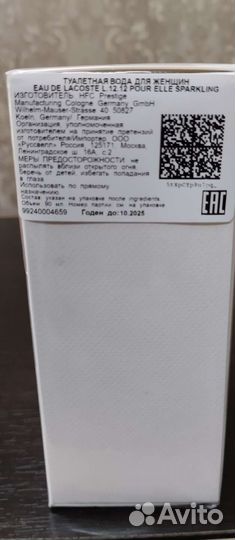 ТУАЛЕТНАЯ ВОДА ДЛЯ ЖЕНЩИН
EAU DE LACOSTE L.12.12 POUR ELLE SPARKLING
ИЗГОТОВИТЕЛЬ HFC Prestige
Manufacturing Cologne Germany GmbH
Wilhelm-Mauser-Strasse 40 50827
Koeln, Germany/ Германия
Организация, уполномоченная
изготовителем на принятие претензий
от потребителя/Импортер ООО
«Руссвелл» Россия, 125171, Москва,
Ленинградское ш. 16А , с.2
МЕРЫ ПРЕДОСТОРОЖНОСТИ: не
распылять вблизи открытого огня.
Беречь от детей, избегать попадания
в глаза
Использовать по прямому
назначению.
Состав: указан на упаковке после ingredients.
Объем: 90 мл. Номер партии: см. на упаковке
99240004659 Годен до:10.2025
EAC
Avito